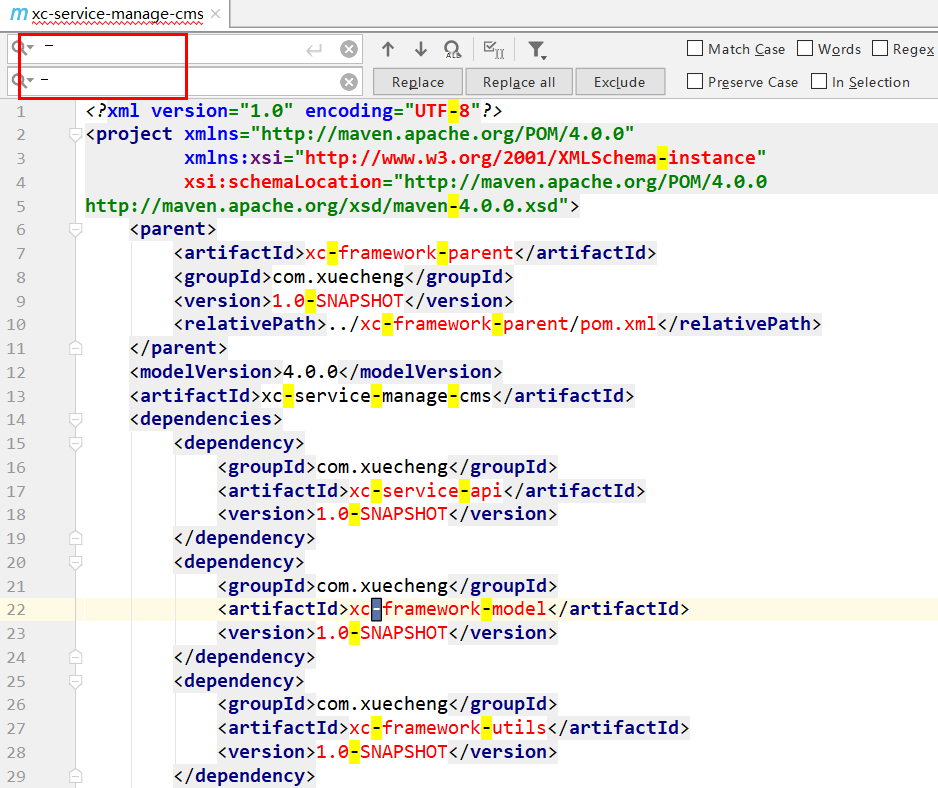 m xc-service-manage-cms
–
–
Match Case Words Regex
Replace Replace all Exclude Preserve Case In Selection
1 <?xml version="1.0" encoding="UTF-8"?>
2 <project xmlns="http://maven.apache.org/POM/4.0.0"
3 xmlns:xsi="http://www.w3.org/2001/XMLSchema-instance"
4 xsi:schemaLocation="http://maven.apache.org/POM/4.0.0
5 http://maven.apache.org/xsd/maven-4.0.0.xsd">
6 <parent>
7 <artifactId>xc-framework-parent</artifactId>
8 <groupId>com.xuecheng</groupId>
9 <version>1.0-SNAPSHOT</version>
10 <relativePath>../xc-framework-parent/pom.xml</relativePath>
11 </parent>
12 <modelVersion>4.0.0</modelVersion>
13 <artifactId>xc-service-manage-cms</artifactId>
14 <dependencies>
15 <dependency>
16 <groupId>com.xuecheng</groupId>
17 <artifactId>xc-service-api</artifactId>
18 <version>1.0-SNAPSHOT</version>
19 </dependency>
20 <dependency>
21 <groupId>com.xuecheng</groupId>
22 <artifactId>xc-framework-model</artifactId>
23 <version>1.0-SNAPSHOT</version>
24 </dependency>
25 <dependency>
26 <groupId>com.xuecheng</groupId>
27 <artifactId>xc-framework-utils</artifactId>
28 <version>1.0-SNAPSHOT</version>
29 </dependency>